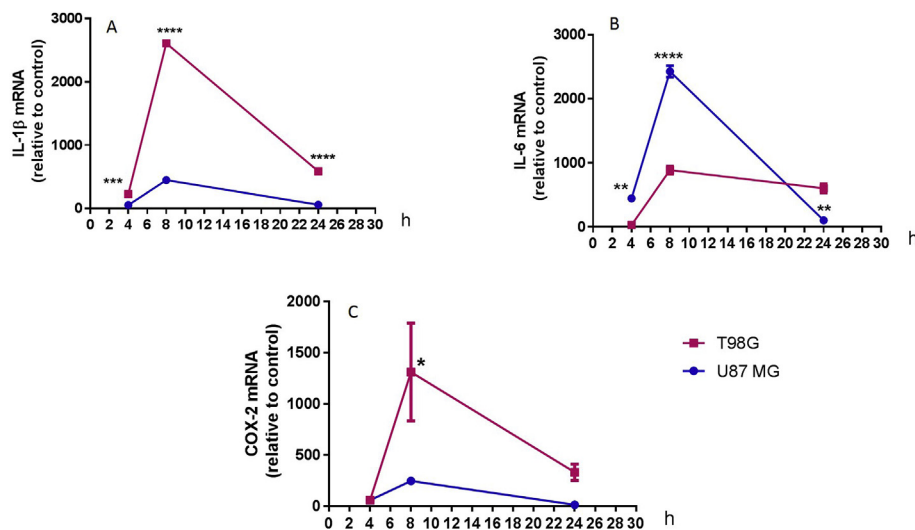 A
IL-1β mRNA
(relative to control)
3000
2000
1000
0
***
****
****
0 2 4 6 8 10 12 14 16 18 20 22 24 26 28 30
h
B
IL-6 mRNA
(relative to control)
3000
2000
1000
0
**
****
**
0 2 4 6 8 10 12 14 16 18 20 22 24 26 28 30
h
C
COX-2 mRNA
(relative to control)
2000
1500
1000
500
0
*
0 2 4 6 8 10 12 14 16 18 20 22 24 26 28 30
h
T98G
U87 MG